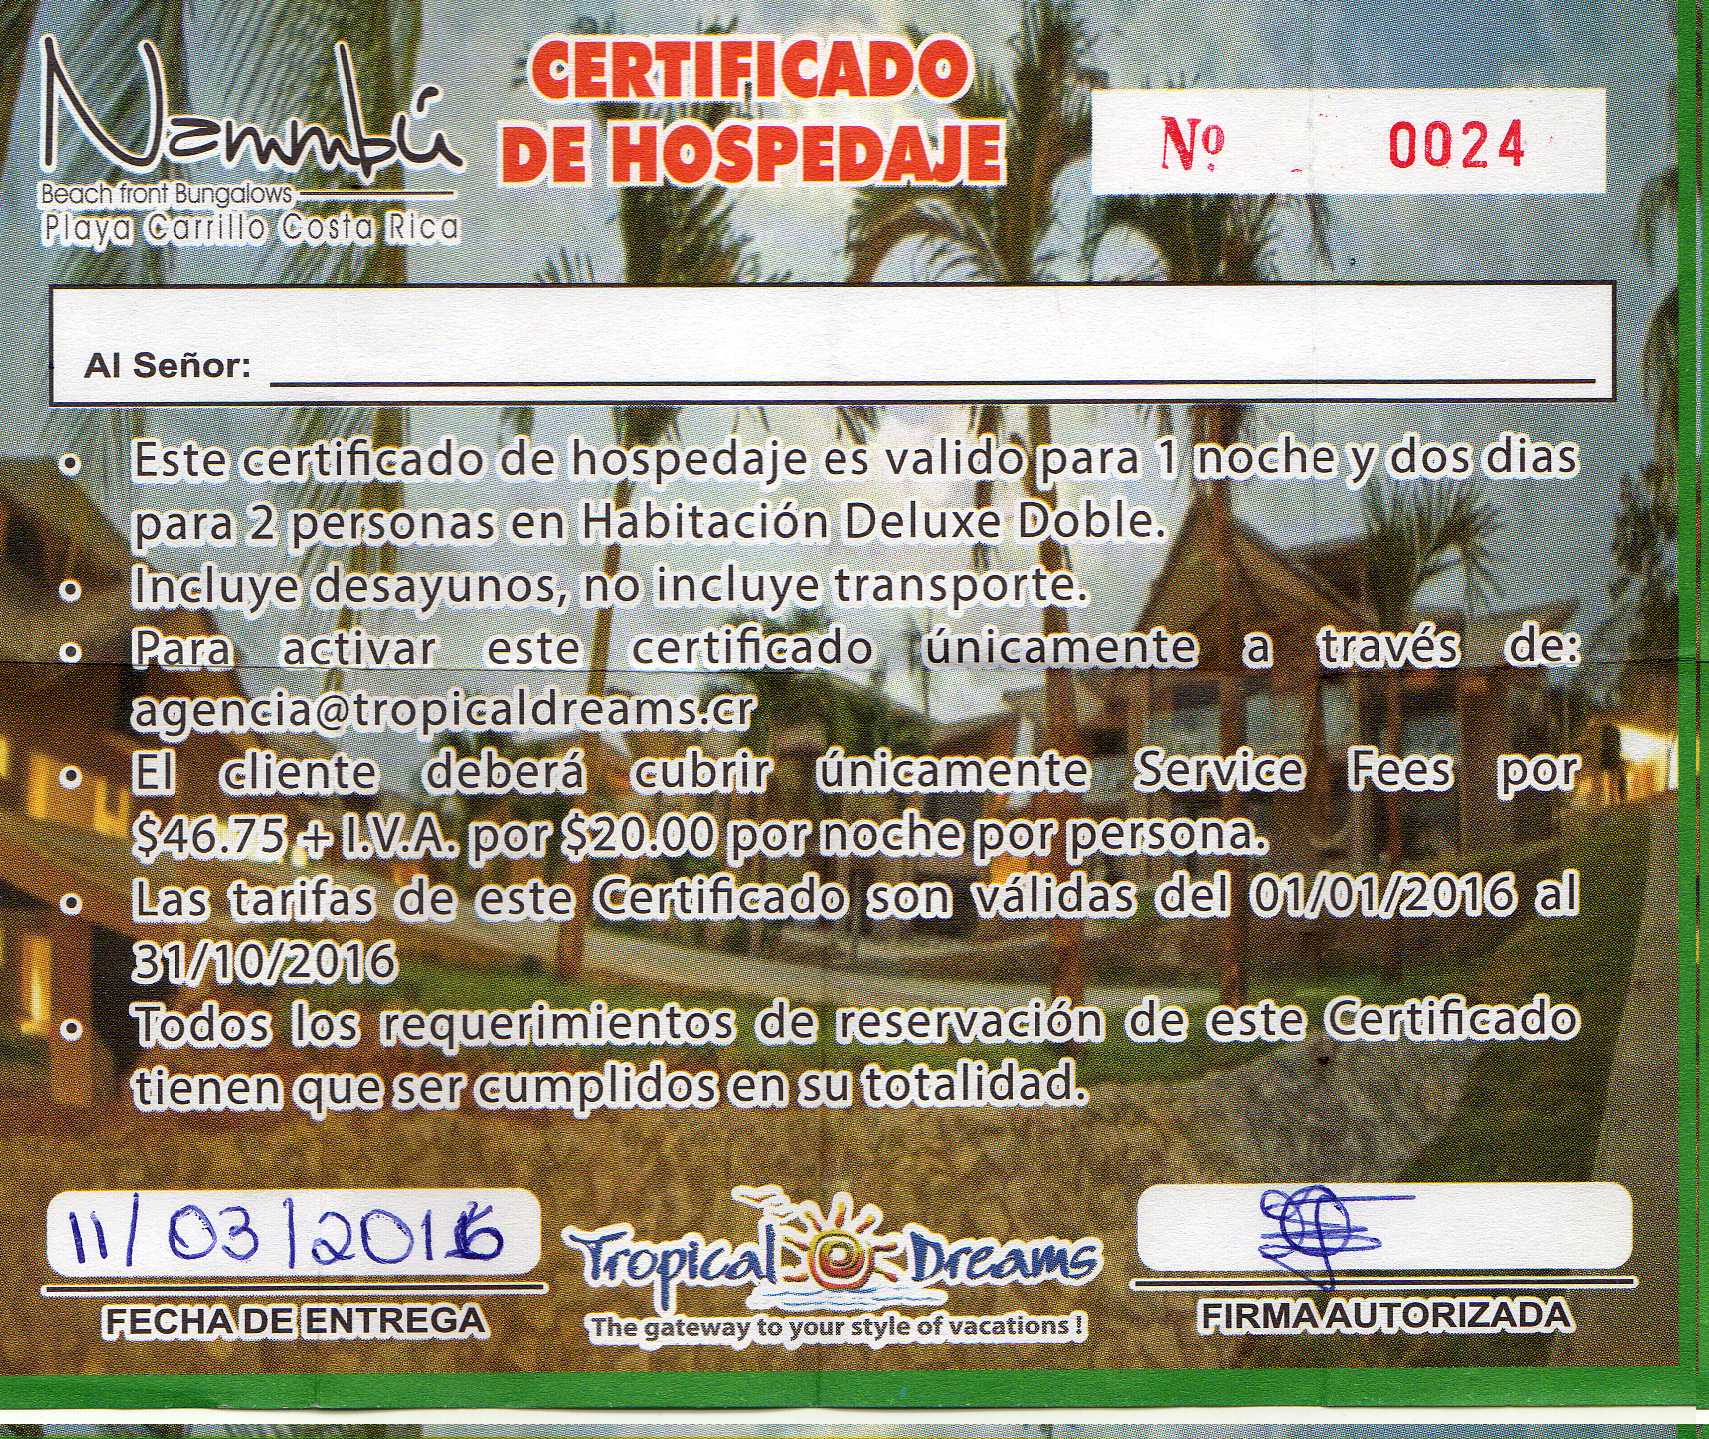 Nammbú
Beach front Bungalows
Playa Carrillo Costa Rica
CERTIFICADO
DE HOSPEDAJE
Nº 0024
Al Señor:
• Este certificado de hospedaje es valido para 1 noche y dos dias
para 2 personas en Habitación Deluxe Doble.
• Incluye desayunos, no incluye transporte.
• Para activar este certificado únicamente a través de:
agencia@tropicaldreams.cr
• El cliente deberá cubrir únicamente Service Fees por
$46.75 + I.V.A. por $20.00 por noche por persona.
• Las tarifas de este Certificado son válidas del 01/01/2016 al
31/10/2016
• Todos los requerimientos de reservación de este Certificado
tienen que ser cumplidos en su totalidad.
11/03/2016
FECHA DE ENTREGA
Tropical Dreams
The gateway to your style of vacations!
FIRMA AUTORIZADA